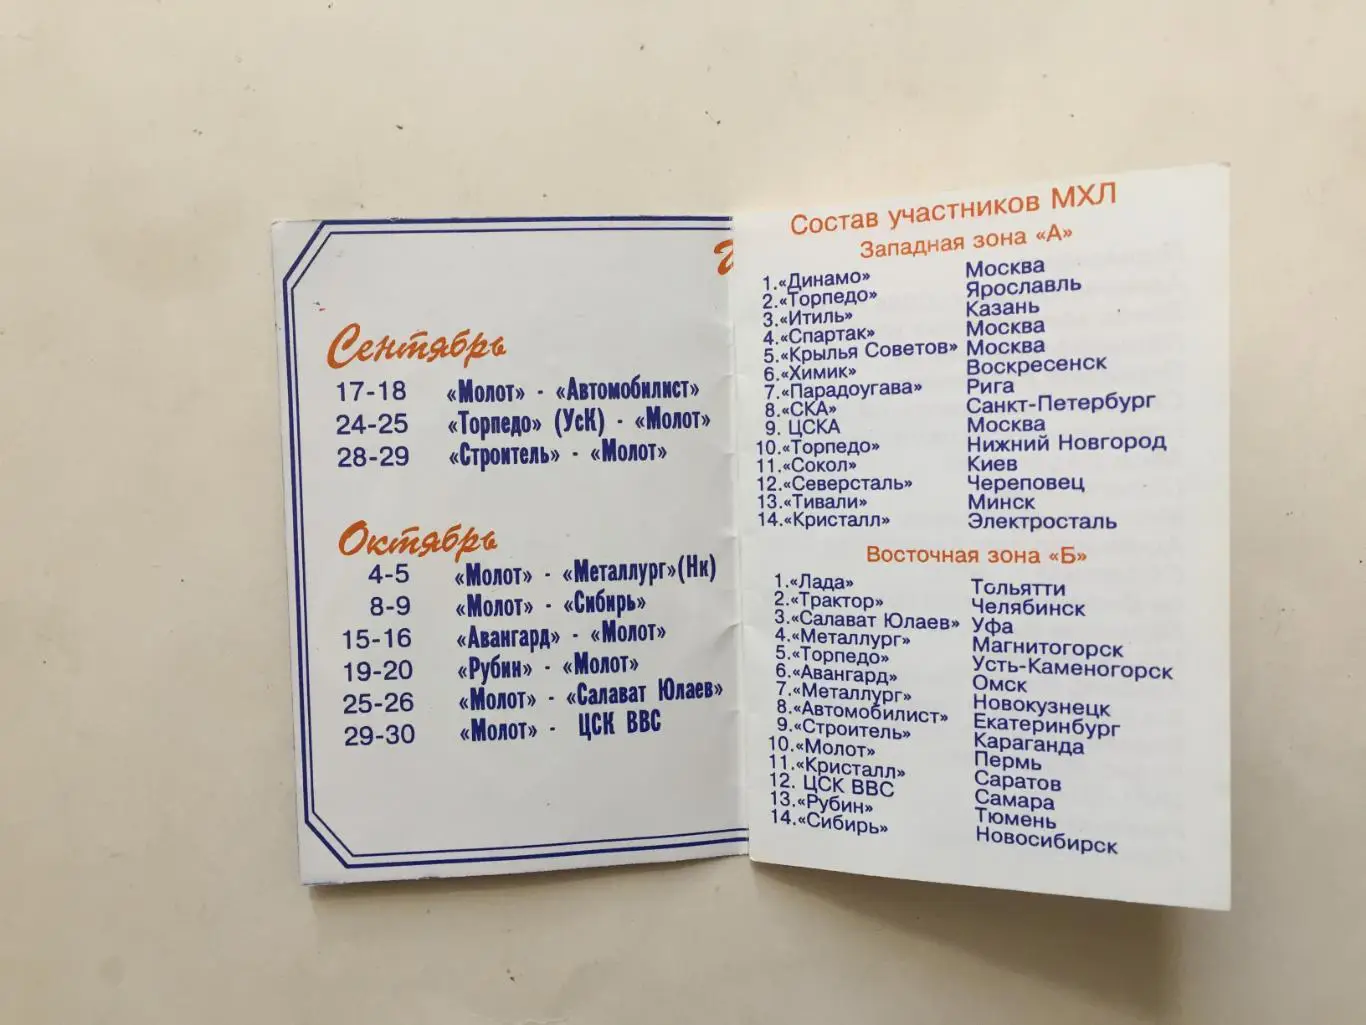 Сентябрь
17-18 «Молот» - «Автомобилист»
24-25 «Торпедо» (УсК) - «Молот»
28-29 «Строитель» - «Молот»
Октябрь
4-5 «Молот» - «Металлург»(Нк)
8-9 «Молот» - «Сибирь»
15-16 «Авангард» - «Молот»
19-20 «Рубин» - «Молот»
25-26 «Молот» - «Салават Юлаев»
29-30 «Молот» - ЦСК ВВС
Состав участников МХЛ
Западная зона «А»
1.«Динамо» Москва
2.«Торпедо» Ярославль
3.«Итиль» Казань
4.«Спартак» Москва
5.«Крылья Советов» Москва
6.«Химик» Воскресенск
7.«Парадоугава» Рига
8.«СКА» Санкт-Петербург
9. ЦСКА Москва
10.«Торпедо» Нижний Новгород
11.«Сокол» Киев
12.«Северсталь» Череповец
13.«Тивали» Минск
14.«Кристалл» Электросталь
Восточная зона «Б»
1.«Лада» Тольятти
2.«Трактор» Челябинск
3.«Салават Юлаев» Уфа
4.«Металлург» Магнитогорск
5.«Торпедо» Усть-Каменогорск
6.«Авангард» Омск
7.«Металлург» Новокузнецк
8.«Автомобилист» Екатеринбург
9.«Строитель» Караганда
10.«Молот» Пермь
11.«Кристалл» Саратов
12. ЦСК ВВС Самара
13.«Рубин» Тюмень
14.«Сибирь» Новосибирск